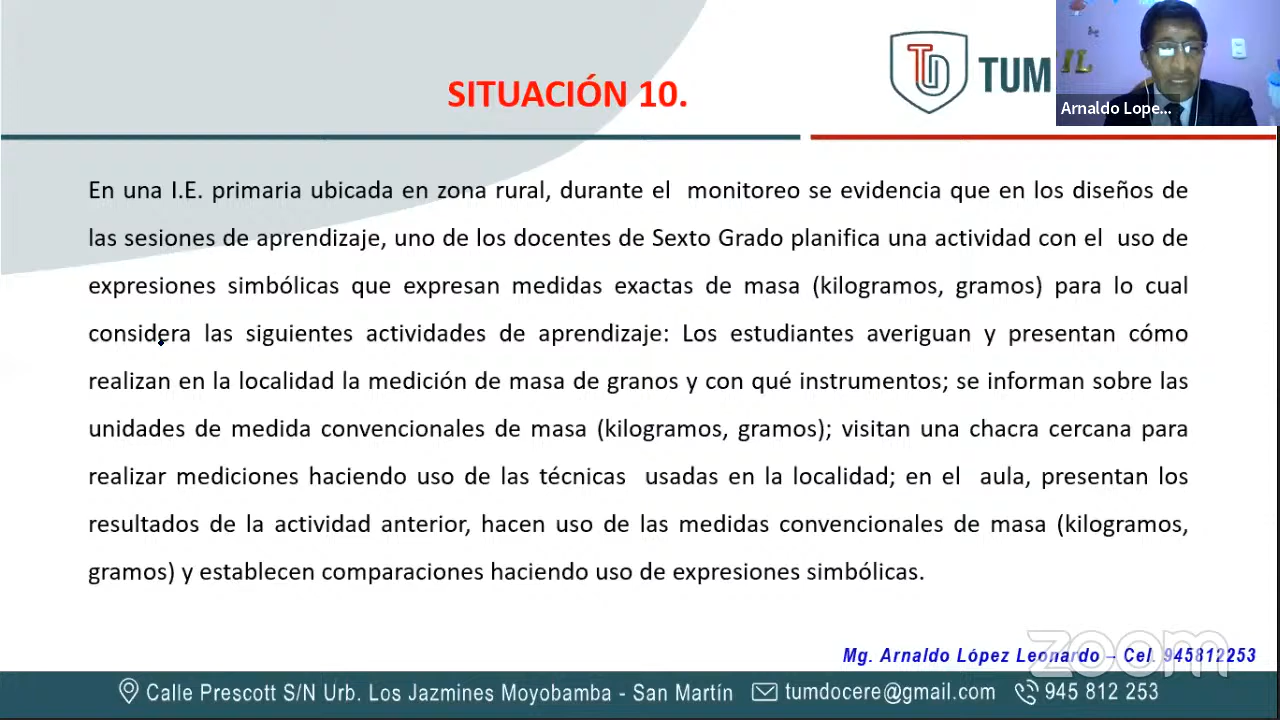 SITUACIÓN 10.
TUM
IL
Arnaldo Lope...
En una I.E. primaria ubicada en zona rural, durante el monitoreo se evidencia que en los diseños de
las sesiones de aprendizaje, uno de los docentes de Sexto Grado planifica una actividad con el uso de
expresiones simbólicas que expresan medidas exactas de masa (kilogramos, gramos) para lo cual
considera las siguientes actividades de aprendizaje: Los estudiantes averiguan y presentan cómo
realizan en la localidad la medición de masa de granos y con qué instrumentos; se informan sobre las
unidades de medida convencionales de masa (kilogramos, gramos); visitan una chacra cercana para
realizar mediciones haciendo uso de las técnicas usadas en la localidad; en el aula, presentan los
resultados de la actividad anterior, hacen uso de las medidas convencionales de masa (kilogramos,
gramos) y establecen comparaciones haciendo uso de expresiones simbólicas.
zoom
Mg. Arnaldo López Leonardo – Cel. 945812253
Calle Prescott S/N Urb. Los Jazmines Moyobamba - San Martín tumdocere@gmail.com 945 812 253